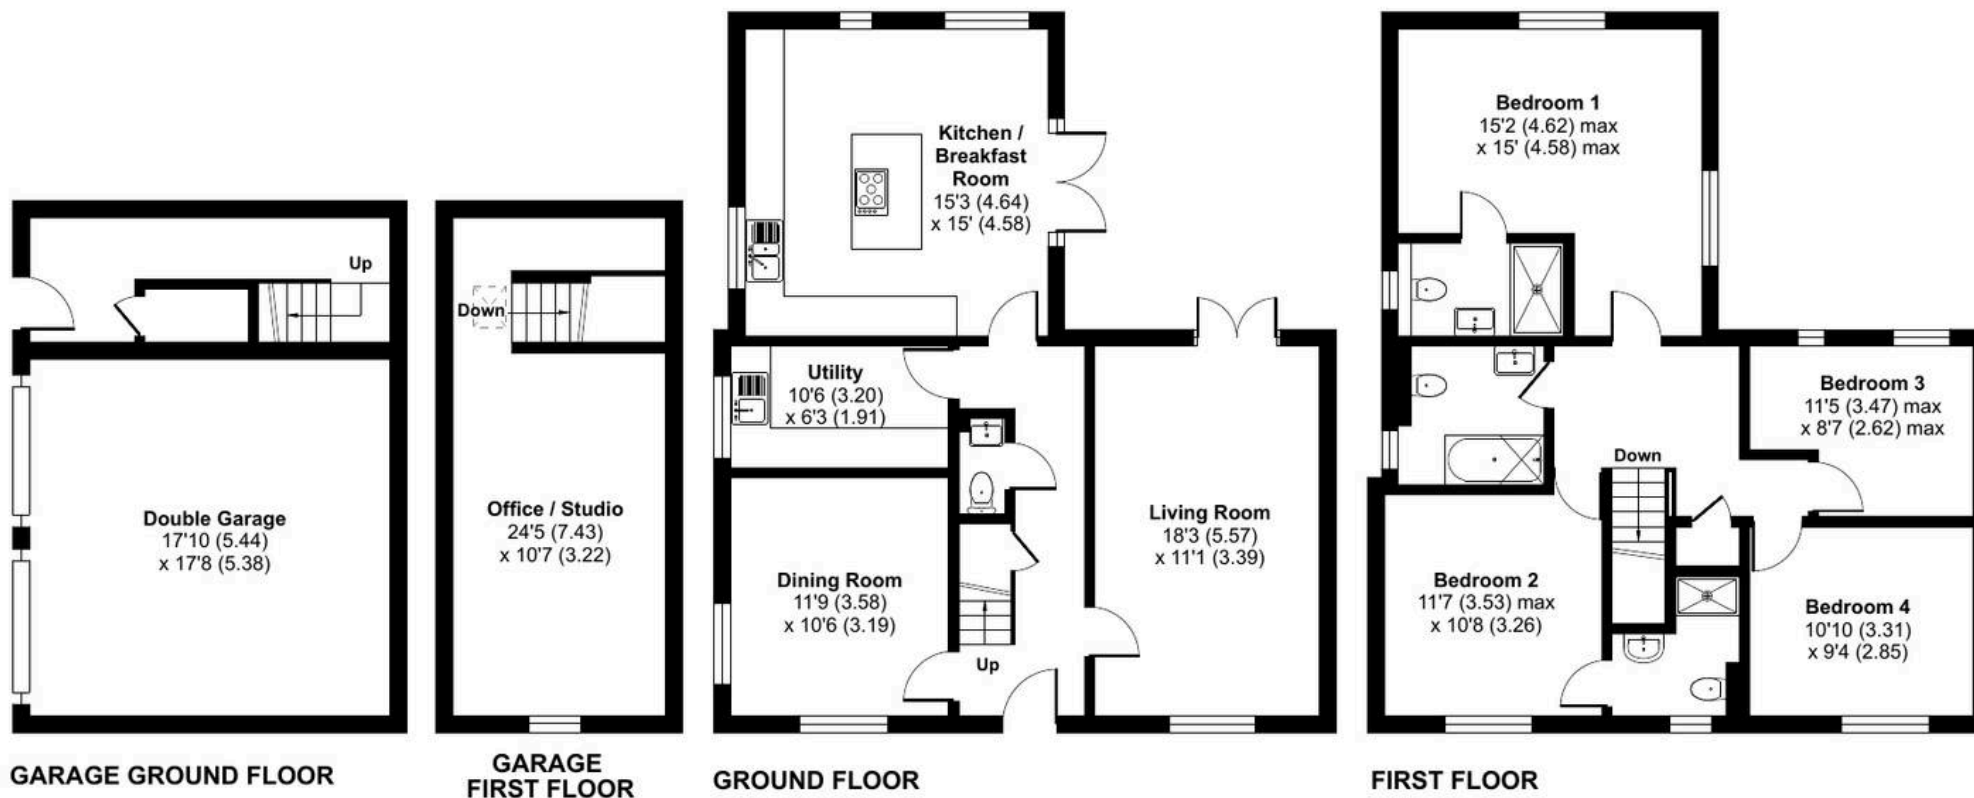 Up
Double Garage
17'10 (5.44)
x 17'8 (5.38)
GARAGE GROUND FLOOR
Down
Office / Studio
24'5 (7.43)
x 10'7 (3.22)
GARAGE
FIRST FLOOR
Kitchen /
Breakfast
Room
15'3 (4.64)
x 15' (4.58)
Utility
10'6 (3.20)
x 6'3 (1.91)
Dining Room
11'9 (3.58)
x 10'6 (3.19)
Up
Living Room
18'3 (5.57)
x 11'1 (3.39)
GROUND FLOOR
Bedroom 1
15'2 (4.62) max
x 15' (4.58) max
Bedroom 3
11'5 (3.47) max
x 8'7 (2.62) max
Down
Bedroom 2
11'7 (3.53) max
x 10'8 (3.26)
Bedroom 4
10'10 (3.31)
x 9'4 (2.85)
FIRST FLOOR